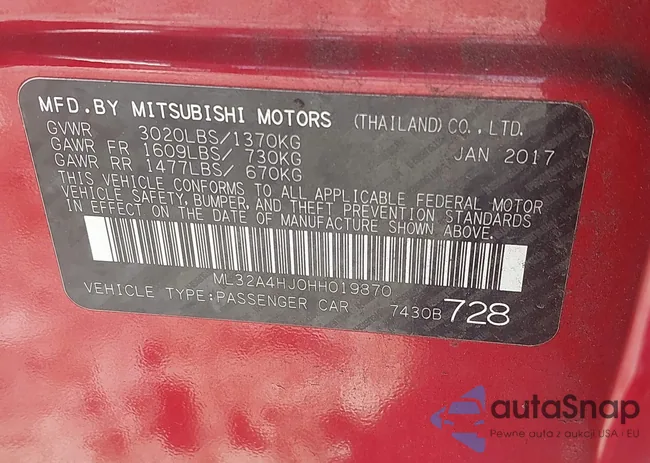 MFD.BY MITSUBISHI MOTORS (THAILAND)CO.,LTD.
GVWR 3020LBS/1370KG
GAWR FR 1609LBS/ 730KG JAN 2017
GAWR RR 1477LBS/ 670KG
THIS VEHICLE CONFORMS TO ALL APPLICABLE FEDERAL MOTOR
VEHICLE SAFETY, BUMPER, AND THEFT PREVENTION STANDARDS
IN EFFECT ON THE DATE OF MANUFACTURE SHOWN ABOVE.
ML32A4HJ0HH019870
VEHICLE TYPE:PASSENGER CAR 7430B 728
autaSnap
Pewne auta z aukcji USA · EU